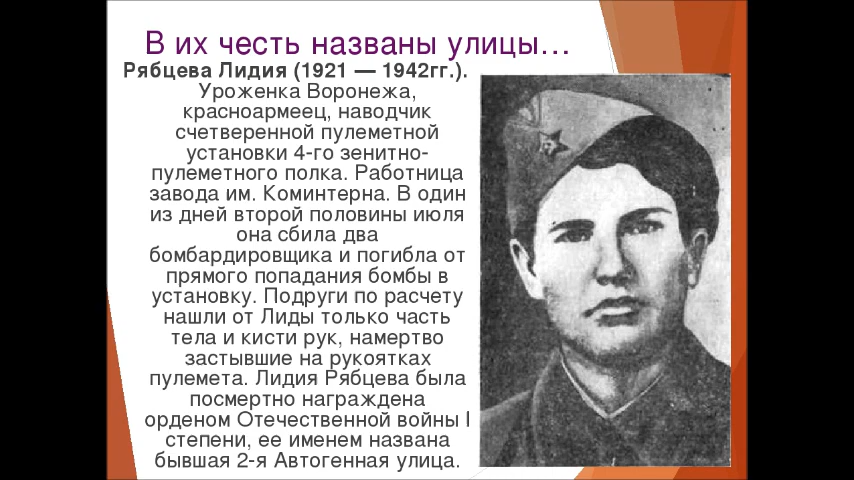 В их честь названы улицы…
Рябцева Лидия (1921 — 1942гг.).
Уроженка Воронежа,
красноармеец, наводчик
счетверенной пулеметной
установки 4-го зенитно-
пулеметного полка. Работница
завода им. Коминтерна. В один
из дней второй половины июля
она сбила два
бомбардировщика и погибла от
прямого попадания бомбы в
установку. Подруги по расчету
нашли от Лиды только часть
тела и кисти рук, намертво
застывшие на рукоятках
пулемета. Лидия Рябцева была
посмертно награждена
орденом Отечественной войны I
степени, ее именем названа
бывшая 2-я Автогенная улица.